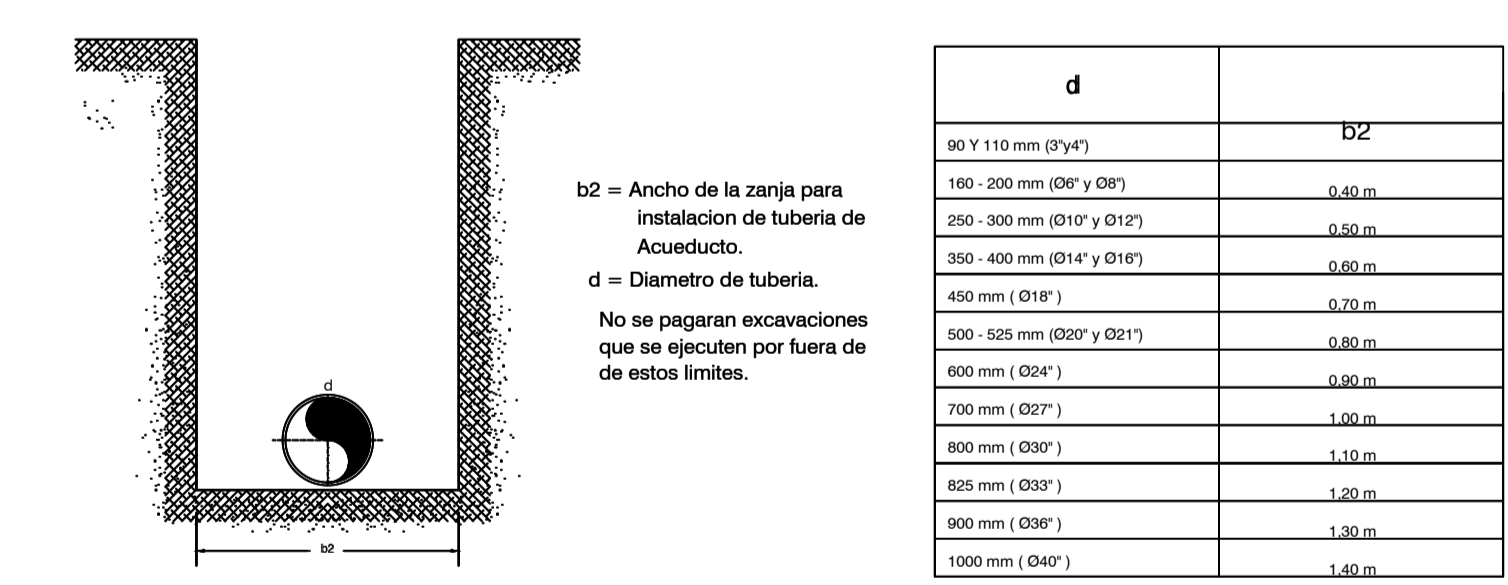 b2 = Ancho de la zanja para
instalacion de tuberia de
Acueducto.
d = Diametro de tuberia.
No se pagaran excavaciones
que se ejecuten por fuera de
de estos limites.
d
b2
d
b2
90 Y 110 mm (3"y4")
160 - 200 mm (Ø6" y Ø8")
0,40 m
250 - 300 mm (Ø10" y Ø12")
0,50 m
350 - 400 mm (Ø14" y Ø16")
0,60 m
450 mm ( Ø18" )
0,70 m
500 - 525 mm (Ø20" y Ø21")
0,80 m
600 mm ( Ø24" )
0,90 m
700 mm ( Ø27" )
1,00 m
800 mm ( Ø30" )
1,10 m
825 mm ( Ø33" )
1,20 m
900 mm ( Ø36" )
1,30 m
1000 mm ( Ø40" )
1,40 m